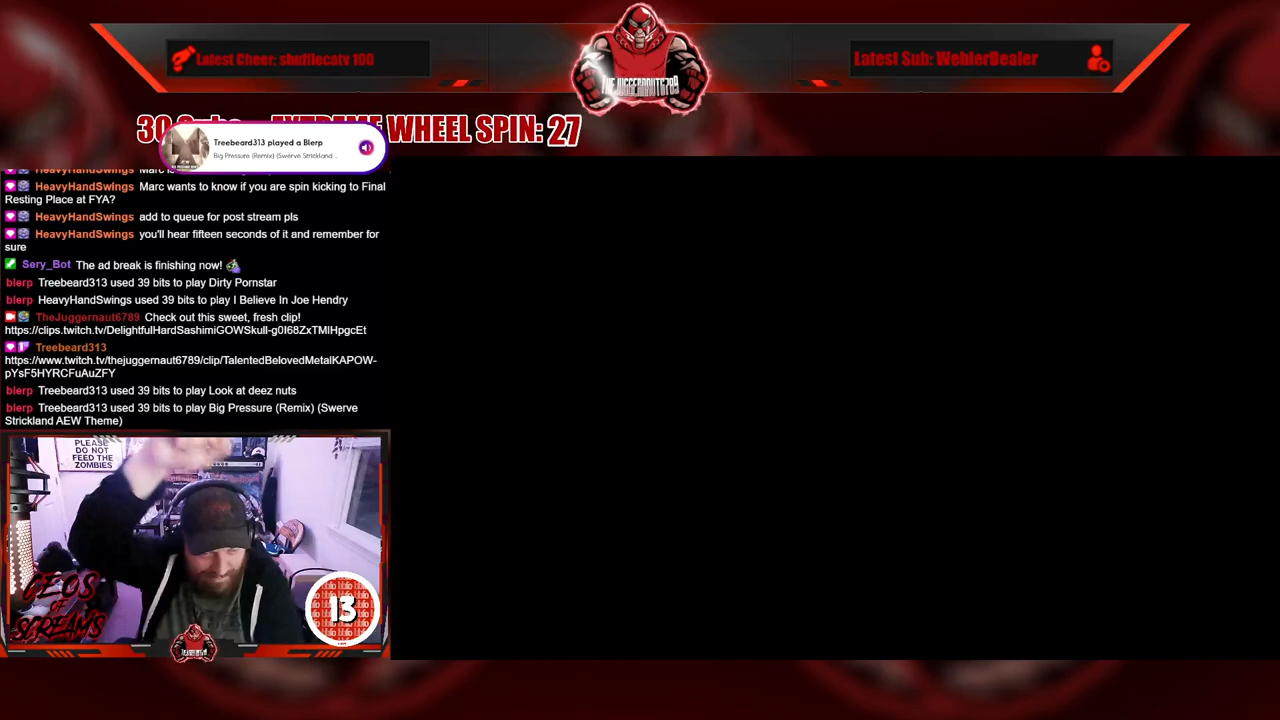 Latest Cheer: shufflecatv 100
THEJUGGERNAUT6789
Latest Sub: WehlerDealer
30 WHEEL SPIN: 27
Treebeard313 played a Blerp
Big Pressure (Remix) (Swerve Strickland ...
HeavyHandSwings
HeavyHandSwings Marc wants to know if you are spin kicking to Final
Resting Place at FYA?
HeavyHandSwings add to queue for post stream pls
HeavyHandSwings you'll hear fifteen seconds of it and remember for
sure
Sery_Bot The ad break is finishing now!
blerp Treebeard313 used 39 bits to play Dirty Pornstar
blerp HeavyHandSwings used 39 bits to play I Believe In Joe Hendry
TheJuggernaut6789 Check out this sweet, fresh clip!
https://clips.twitch.tv/DelightfulHardSashimiGOWSkull-g0I68ZxTMlHpgcEt
Treebeard313
https://www.twitch.tv/thejuggernaut6789/clip/TalentedBelovedMetalKAPOW-
pYsF5HYRCFuAuZFY
blerp Treebeard313 used 39 bits to play Look at deez nuts
blerp Treebeard313 used 39 bits to play Big Pressure (Remix) (Swerve
Strickland AEW Theme)
PLEASE
DO NOT
FEED THE
ZOMBIES
GEOS
OF
SCREAMS
13